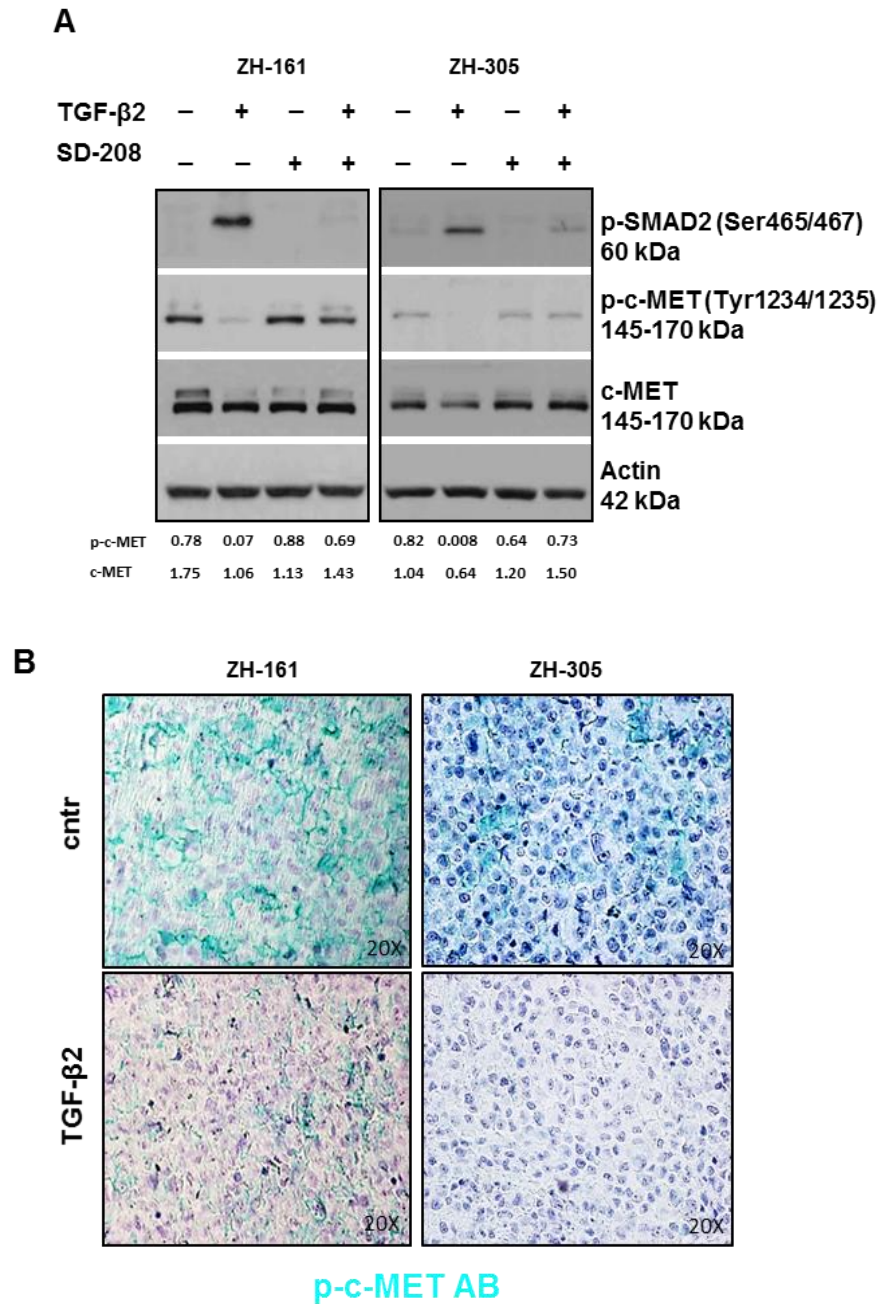 A
ZH-161 ZH-305
TGF-β2 – + – + – + – +
SD-208 – – + + – – + +
p-SMAD2 (Ser465/467)
60 kDa
p-c-MET (Tyr1234/1235)
145-170 kDa
c-MET
145-170 kDa
Actin
42 kDa
p-c-MET 0.78 0.07 0.88 0.69 0.82 0.008 0.64 0.73
c-MET 1.75 1.06 1.13 1.43 1.04 0.64 1.20 1.50
B
ZH-161 ZH-305
cntr
20X 20X
TGF-β2
20X 20X
p-c-MET AB